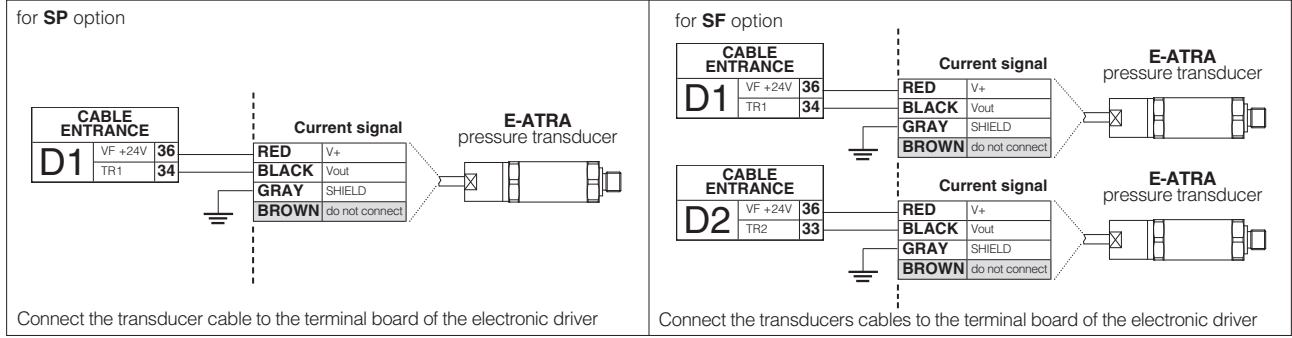 for SP option
CABLE
ENTRANCE
D1
VF +24V 36
TR1 34
Current signal
RED V+
BLACK Vout
GRAY SHIELD
BROWN do not connect
E-ATRA
pressure transducer
Connect the transducer cable to the terminal board of the electronic driver
for SF option
CABLE
ENTRANCE
D1
VF +24V 36
TR1 34
Current signal
RED V+
BLACK Vout
GRAY SHIELD
BROWN do not connect
E-ATRA
pressure transducer
CABLE
ENTRANCE
D2
VF +24V 36
TR2 33
Current signal
RED V+
BLACK Vout
GRAY SHIELD
BROWN do not connect
E-ATRA
pressure transducer
Connect the transducers cables to the terminal board of the electronic driver